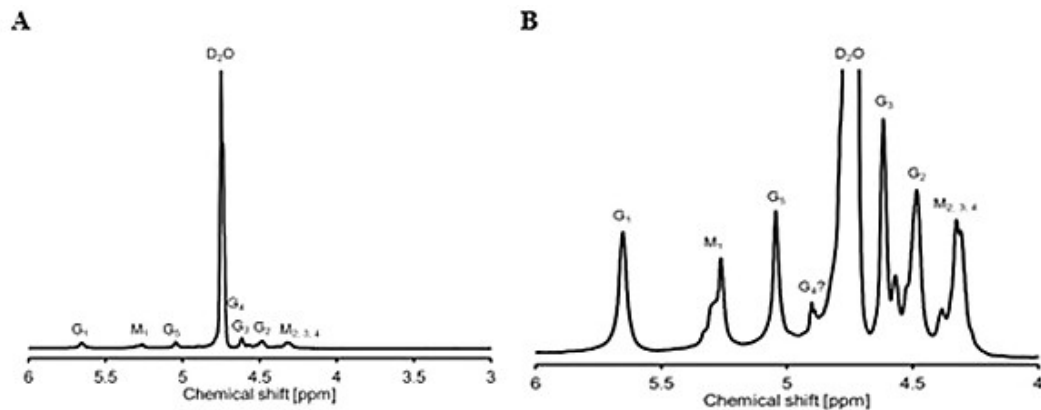 A
D₂O
G₄
G₁ M₁ G₅ G₃ G₂ M₂, ₃, ₄
6 5.5 5 4.5 4 3.5 3
Chemical shift [ppm]
B
D₂O
G₃
G₂
G₅
G₁
M₂, ₃, ₄
M₁
G₄?
6 5.5 5 4.5 4
Chemical shift [ppm]